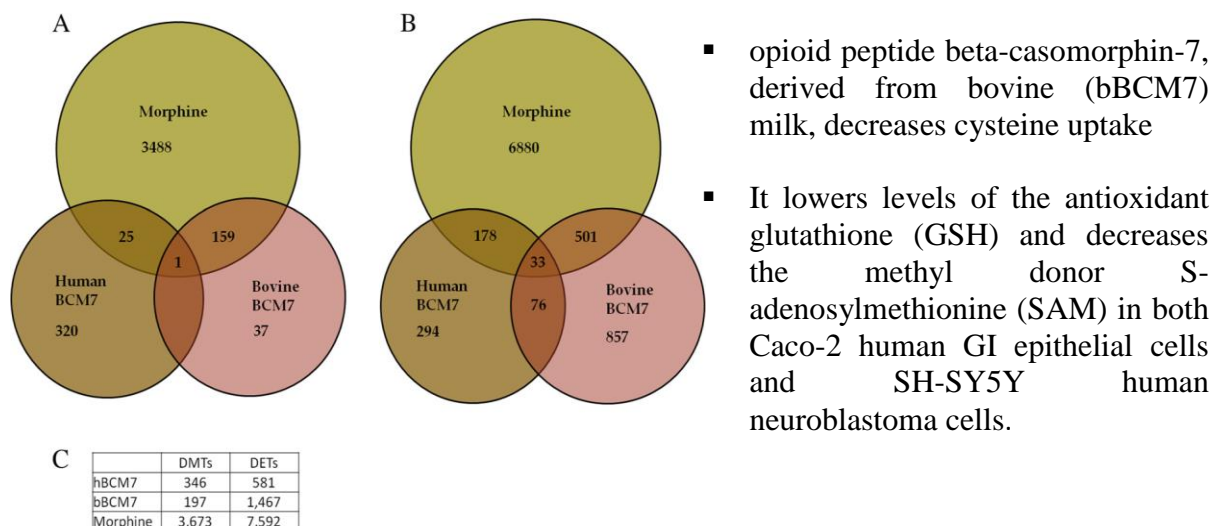 A
Morphine
3488
25
159
1
Human
BCM7
320
Bovine
BCM7
37
B
Morphine
6880
178
501
33
Human
BCM7
294
76
Bovine
BCM7
857
C
DMTs DETs
hBCM7 346 581
bBCM7 197 1,467
Morphine 3,673 7,592
▪ opioid peptide beta-casomorphin-7,
derived from bovine (bBCM7)
milk, decreases cysteine uptake
▪ It lowers levels of the antioxidant
glutathione (GSH) and decreases
the methyl donor S-
adenosylmethionine (SAM) in both
Caco-2 human GI epithelial cells
and SH-SY5Y human
neuroblastoma cells.